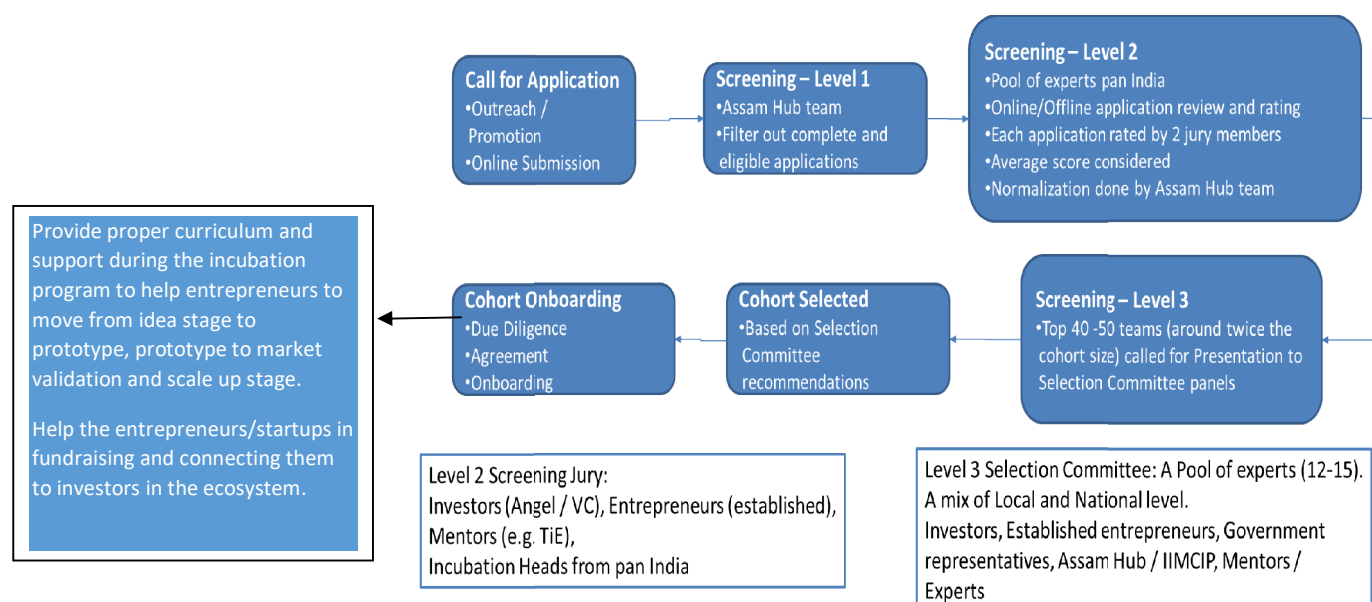 Call for Application
•Outreach /
Promotion
•Online Submission
Screening – Level 1
•Assam Hub team
•Filter out complete and
eligible applications
Screening – Level 2
•Pool of experts pan India
•Online/Offline application review and rating
•Each application rated by 2 jury members
•Average score considered
•Normalization done by Assam Hub team
Screening – Level 3
•Top 40 -50 teams (around twice the
cohort size) called for Presentation to
Selection Committee panels
Cohort Selected
•Based on Selection
Committee
recommendations
Cohort Onboarding
•Due Diligence
•Agreement
•Onboarding
Provide proper curriculum and
support during the incubation
program to help entrepreneurs to
move from idea stage to
prototype, prototype to market
validation and scale up stage.
Help the entrepreneurs/startups in
fundraising and connecting them
to investors in the ecosystem.
Level 2 Screening Jury:
Investors (Angel / VC), Entrepreneurs (established),
Mentors (e.g. TiE),
Incubation Heads from pan India
Level 3 Selection Committee: A Pool of experts (12-15).
A mix of Local and National level.
Investors, Established entrepreneurs, Government
representatives, Assam Hub / IIMCIP, Mentors /
Experts